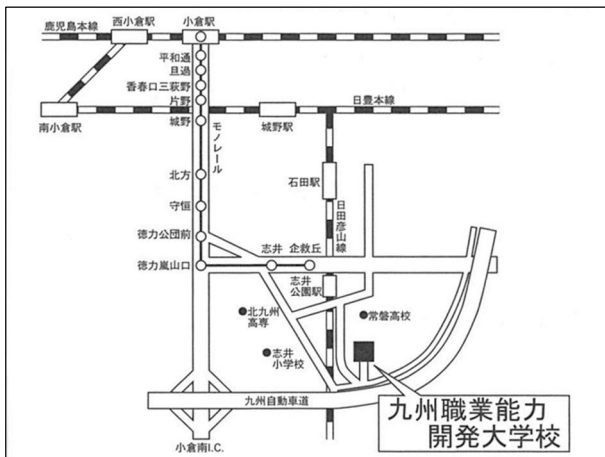 鹿児島本線
西小倉駅
小倉駅
平和通
旦過
香春口三萩野
片野
城野
南小倉駅
城野駅
日豊本線
モノレール
北方
守恒
徳力公団前
徳力嵐山口
石田駅
日田彦山線
志井
企救丘
志井
公園駅
北九州
高専
常磐高校
志井
小学校
九州自動車道
小倉南I.C.
九州職業能力
開発大学校